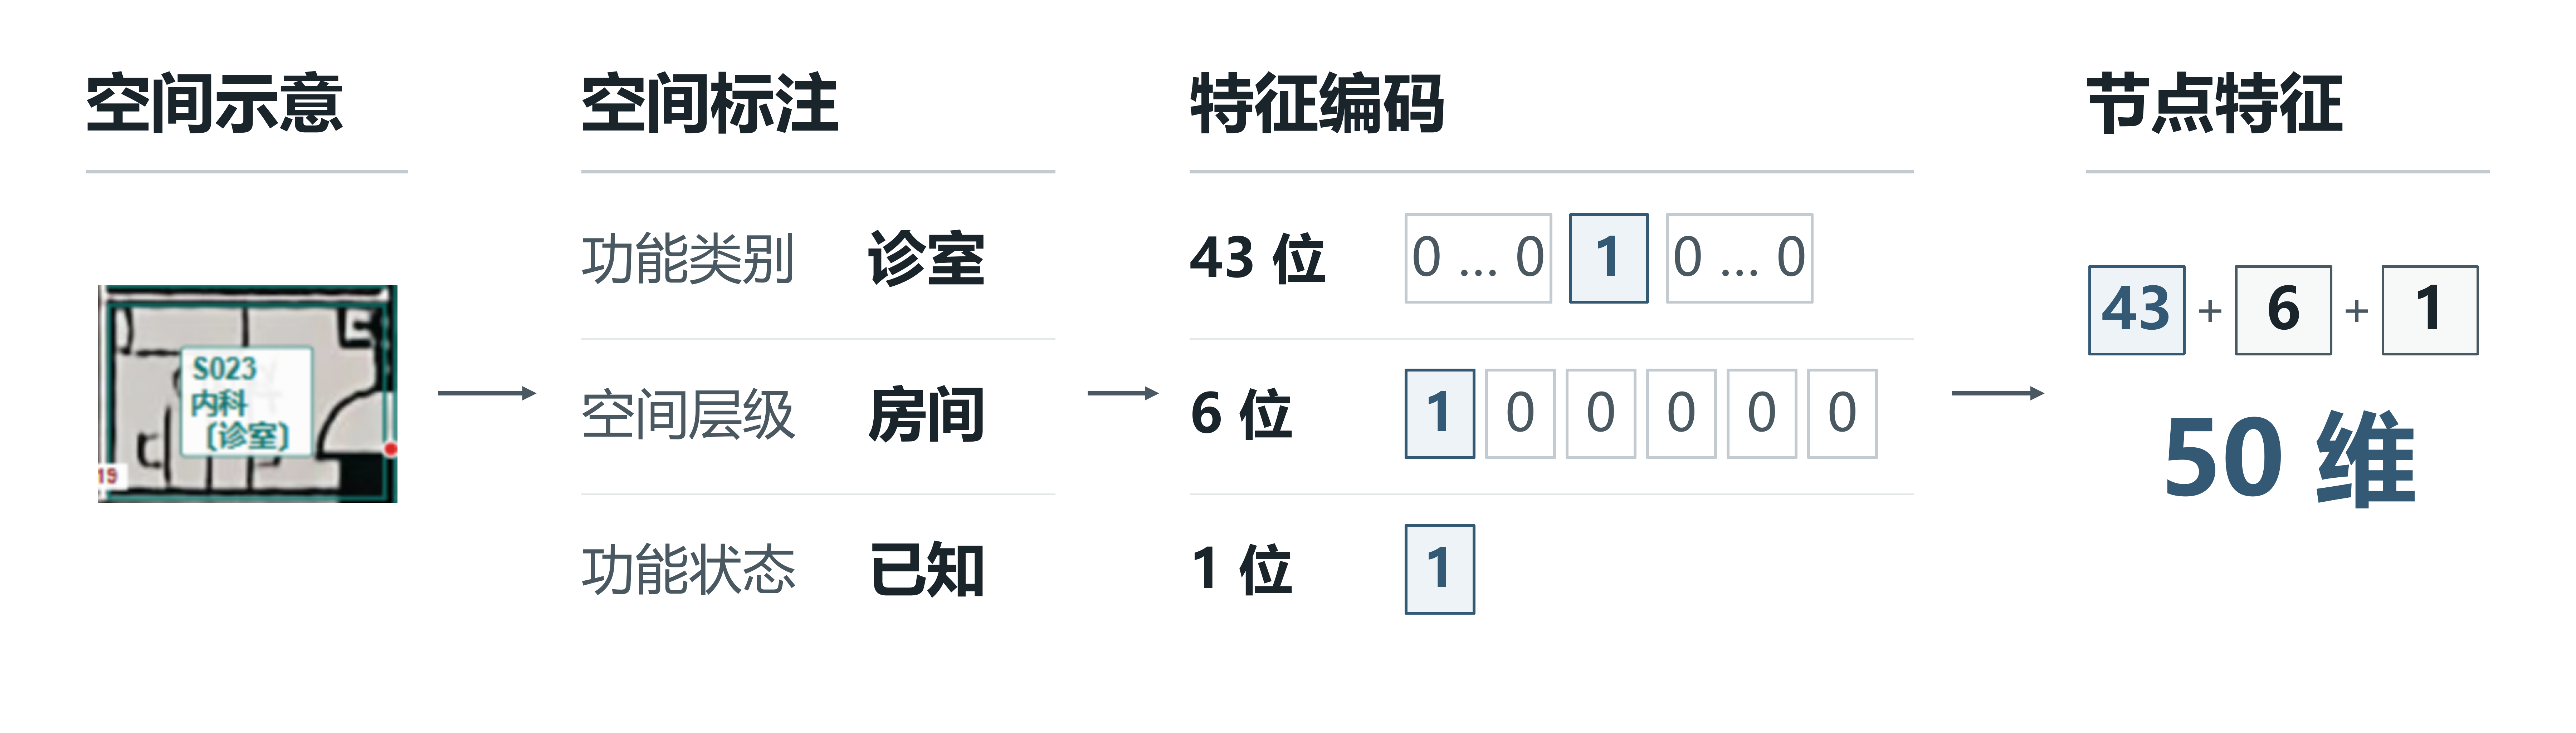 空间示意
空间标注
特征编码
节点特征
S023
内科
(诊室)
19
功能类别 诊室
43 位 0 ... 0 1 0 ... 0
空间层级 房间
6 位 1 0 0 0 0 0
功能状态 已知
1 位 1
43 + 6 + 1
50 维